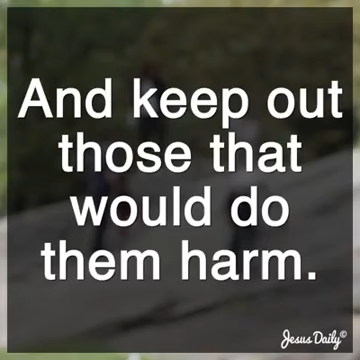 And keep out
those that
would do
them harm.
Jesus Daily©